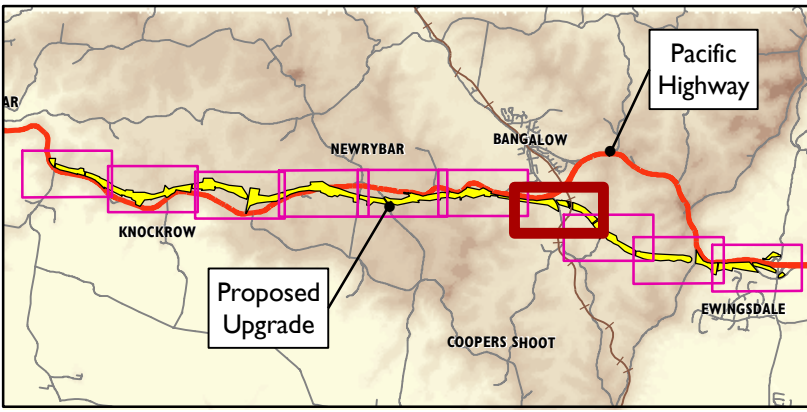 Pacific
Highway
AR
BANGALOW
NEWRYBAR
KNOCKROW
Proposed
Upgrade
EWINGSDALE
COOPERS SHOOT